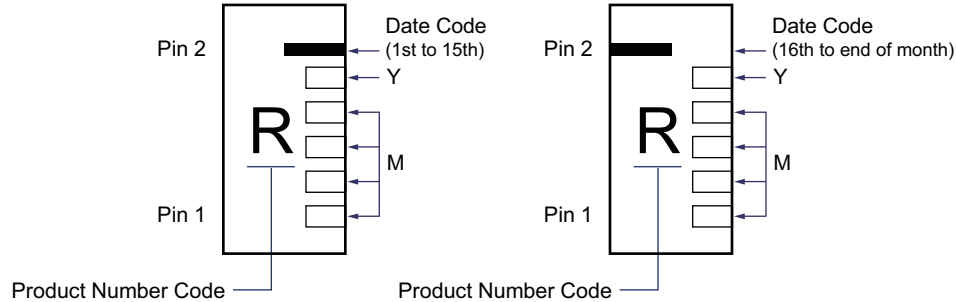 Pin 2
Date Code
(1st to 15th)
Y
R
M
Pin 1
Product Number Code
Pin 2
Date Code
(16th to end of month)
Y
R
M
Pin 1
Product Number Code